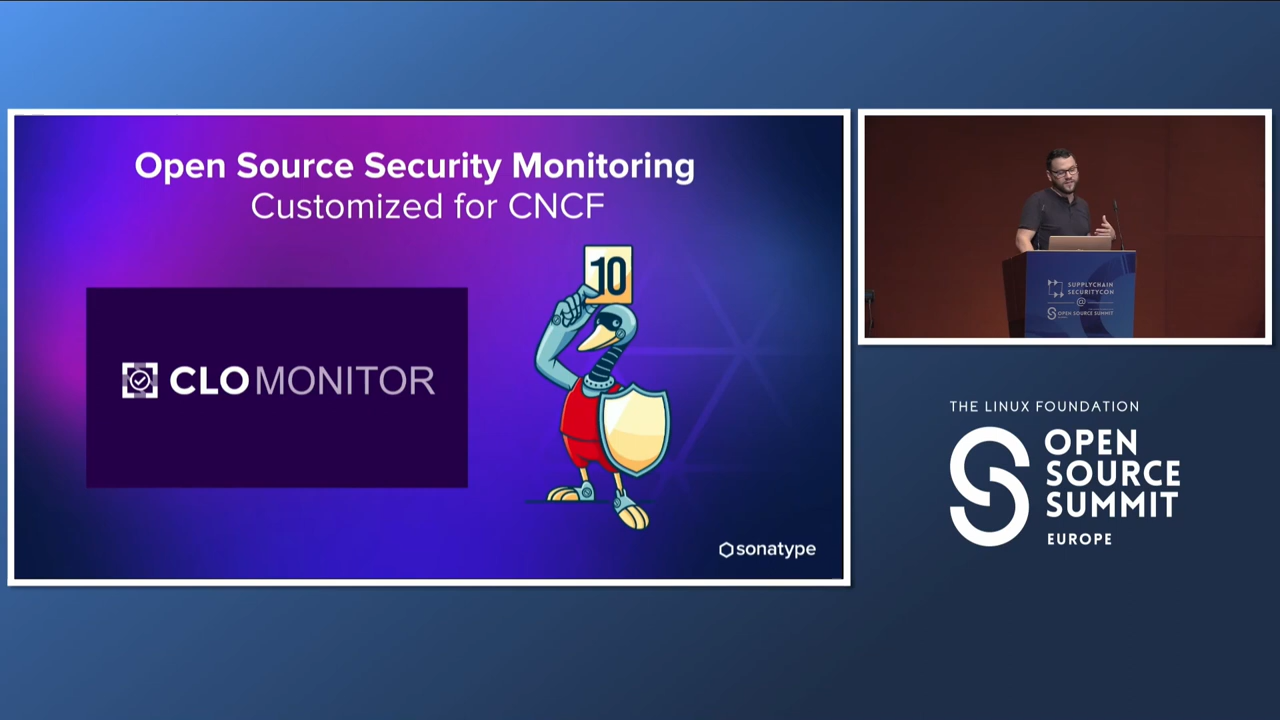 Open Source Security Monitoring
Customized for CNCF
10
CLOMONITOR
sonatype
SUPPLYCHAIN
SECURITYCON
@
OPEN SOURCE SUMMIT
THE LINUX FOUNDATION
OPEN
SOURCE
SUMMIT
EUROPE